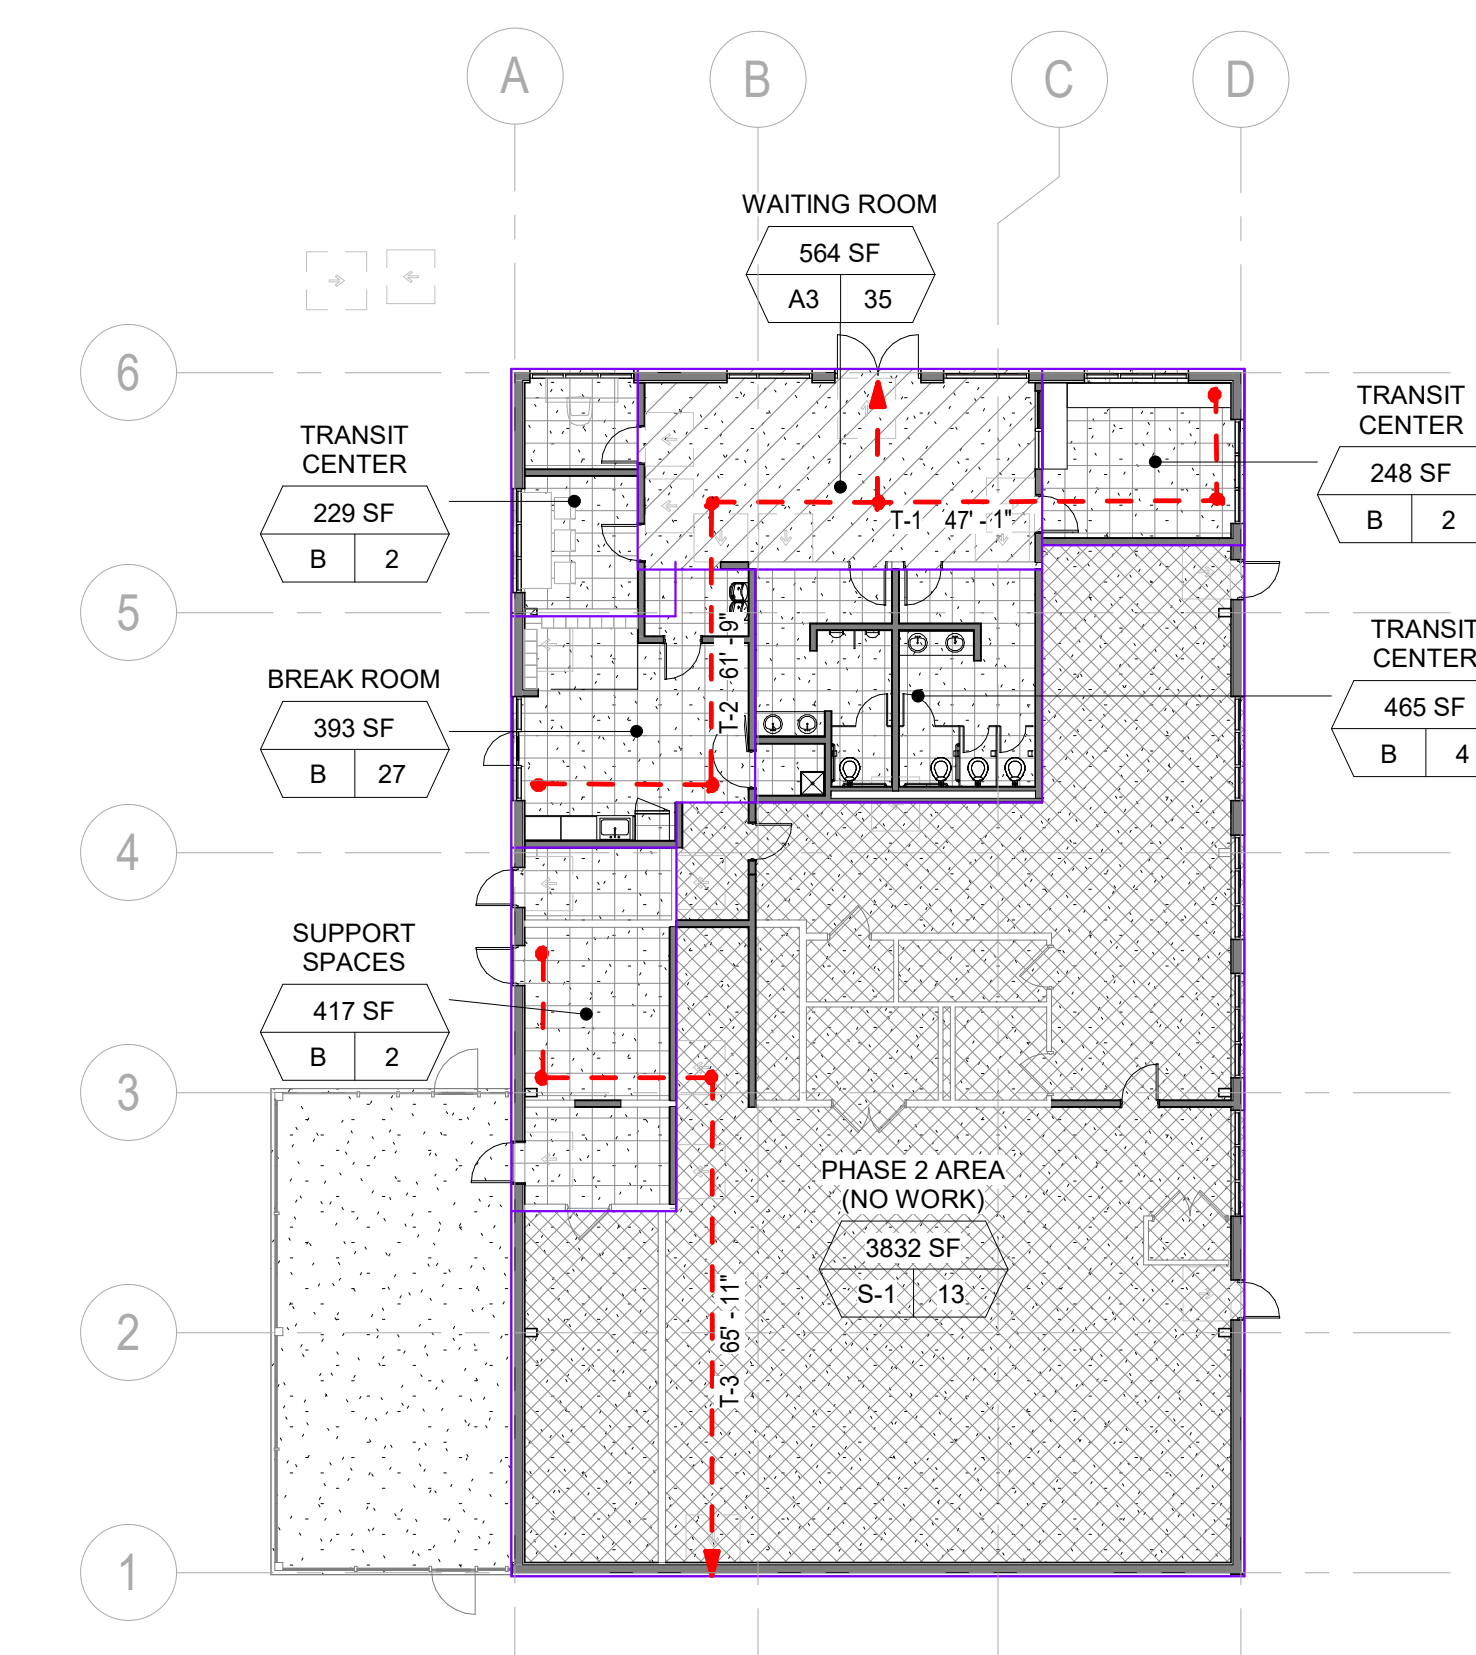 A
B
C
D
WAITING ROOM
564 SF
A3
35
6
TRANSIT
CENTER
229 SF
B
2
TRANSIT
CENTER
248 SF
B
2
T-1 47' - 1"
5
T-2 61' - 9"
BREAK ROOM
393 SF
B
27
TRANSIT
CENTER
465 SF
B
4
4
SUPPORT
SPACES
417 SF
B
2
3
PHASE 2 AREA
(NO WORK)
3832 SF
S-1
13
2
T-3 65' - 11"
1